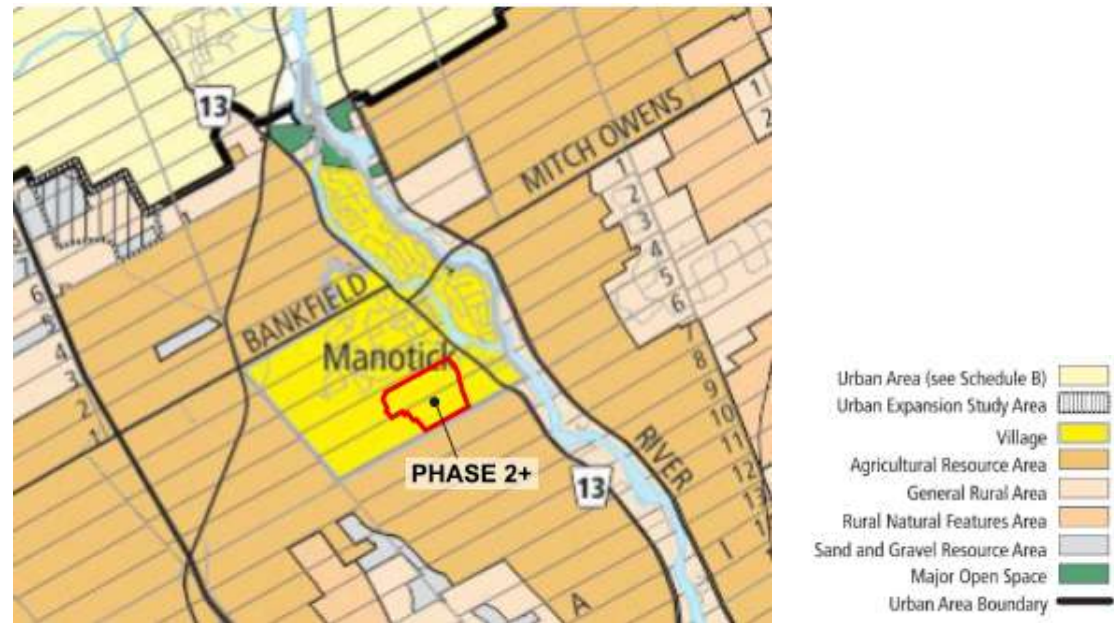 13
MITCH OWENS
1
2
1
2
3
4
5
6
7
8
9
10
11
12
13
1
BANKFIELD
Manotick
7
6
5
4
3
2
1
PHASE 2+
RIVER
13
I
A
Urban Area (see Schedule B)
Urban Expansion Study Area
Village
Agricultural Resource Area
General Rural Area
Rural Natural Features Area
Sand and Gravel Resource Area
Major Open Space
Urban Area Boundary